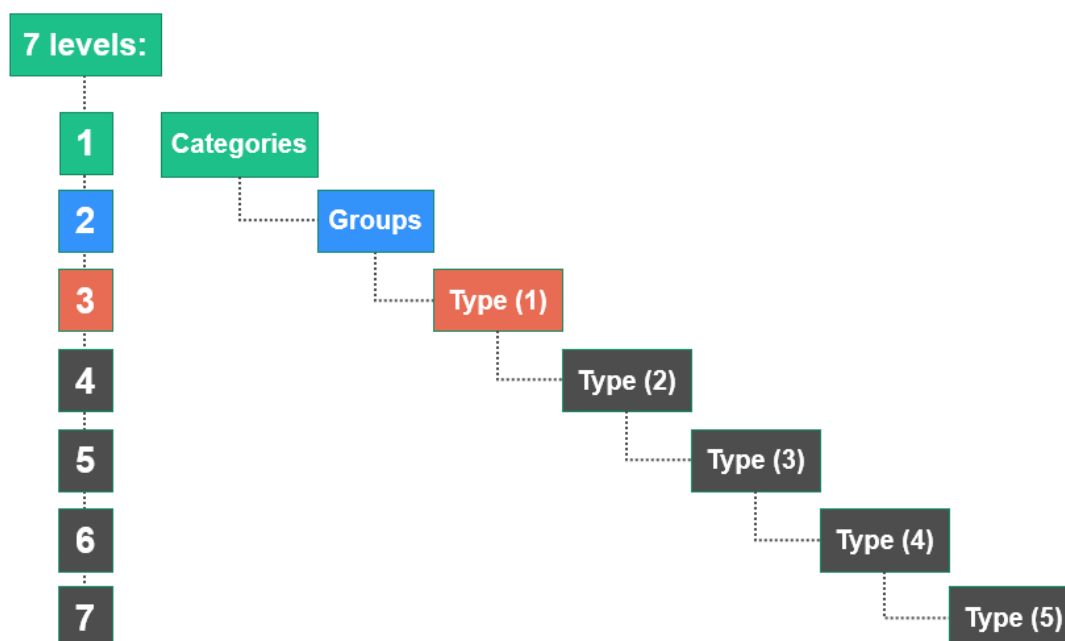 7 levels:
1
Categories
2
Groups
3
Type (1)
4
Type (2)
5
Type (3)
6
Type (4)
7
Type (5)